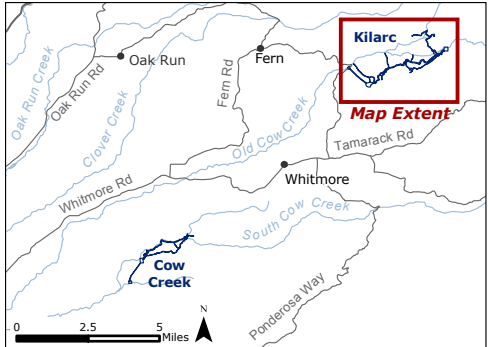 Kilarc
Fern
Oak Run
Oak Run Creek
Oak Run Rd
Fern Rd
Clover Creek
Map Extent
Old Cow Creek
Tamarack Rd
Whitmore
Whitmore Rd
South Cow Creek
Cow
Creek
Ponderosa Way
N
0 2.5 5
Miles